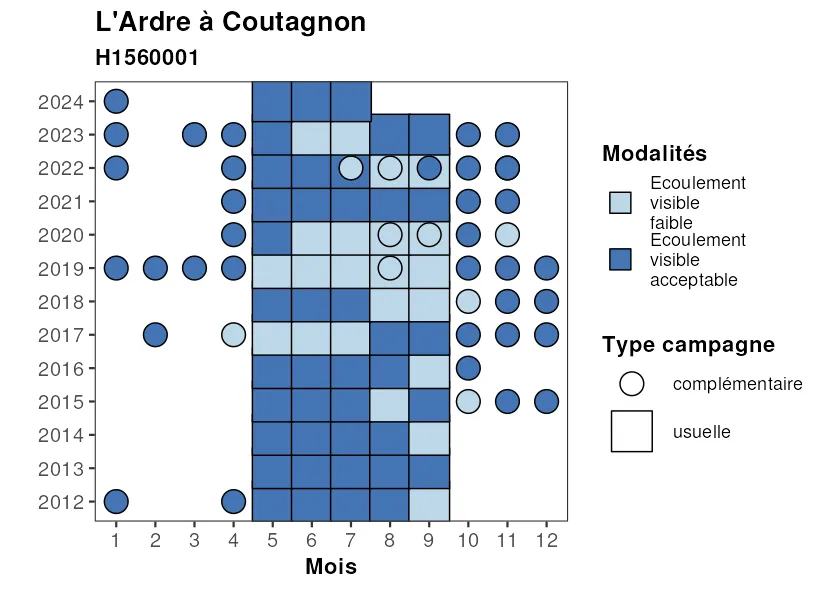 L'Ardre à Coutagnon
H1560001
2024
2023
2022
2021
2020
2019
2018
2017
2016
2015
2014
2013
2012
1 2 3 4 5 6 7 8 9 10 11 12
Mois
Modalités
Ecoulement
visible
faible
Ecoulement
visible
acceptable
Type campagne
complémentaire
usuelle